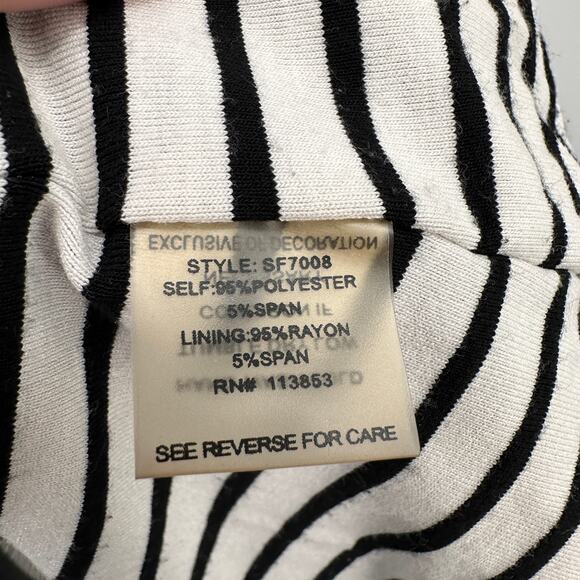 EXCLUSIVE OF DECORATION
STYLE: SF7008
SELF:95%POLYESTER
5%SPAN
LINING:95%RAYON
5%SPAN
RN# 113853
SEE REVERSE FOR CARE